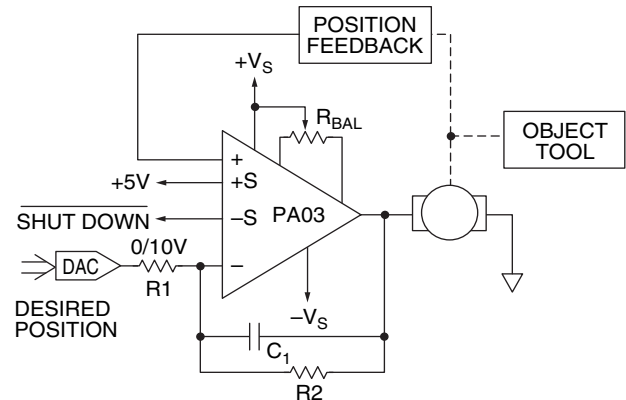 POSITION
FEEDBACK
+VS
RBAL
OBJECT
TOOL
+
+5V
+S
SHUT DOWN
–S
PA03
0/10V
DAC
–
R1
DESIRED
POSITION
–VS
C1
R2